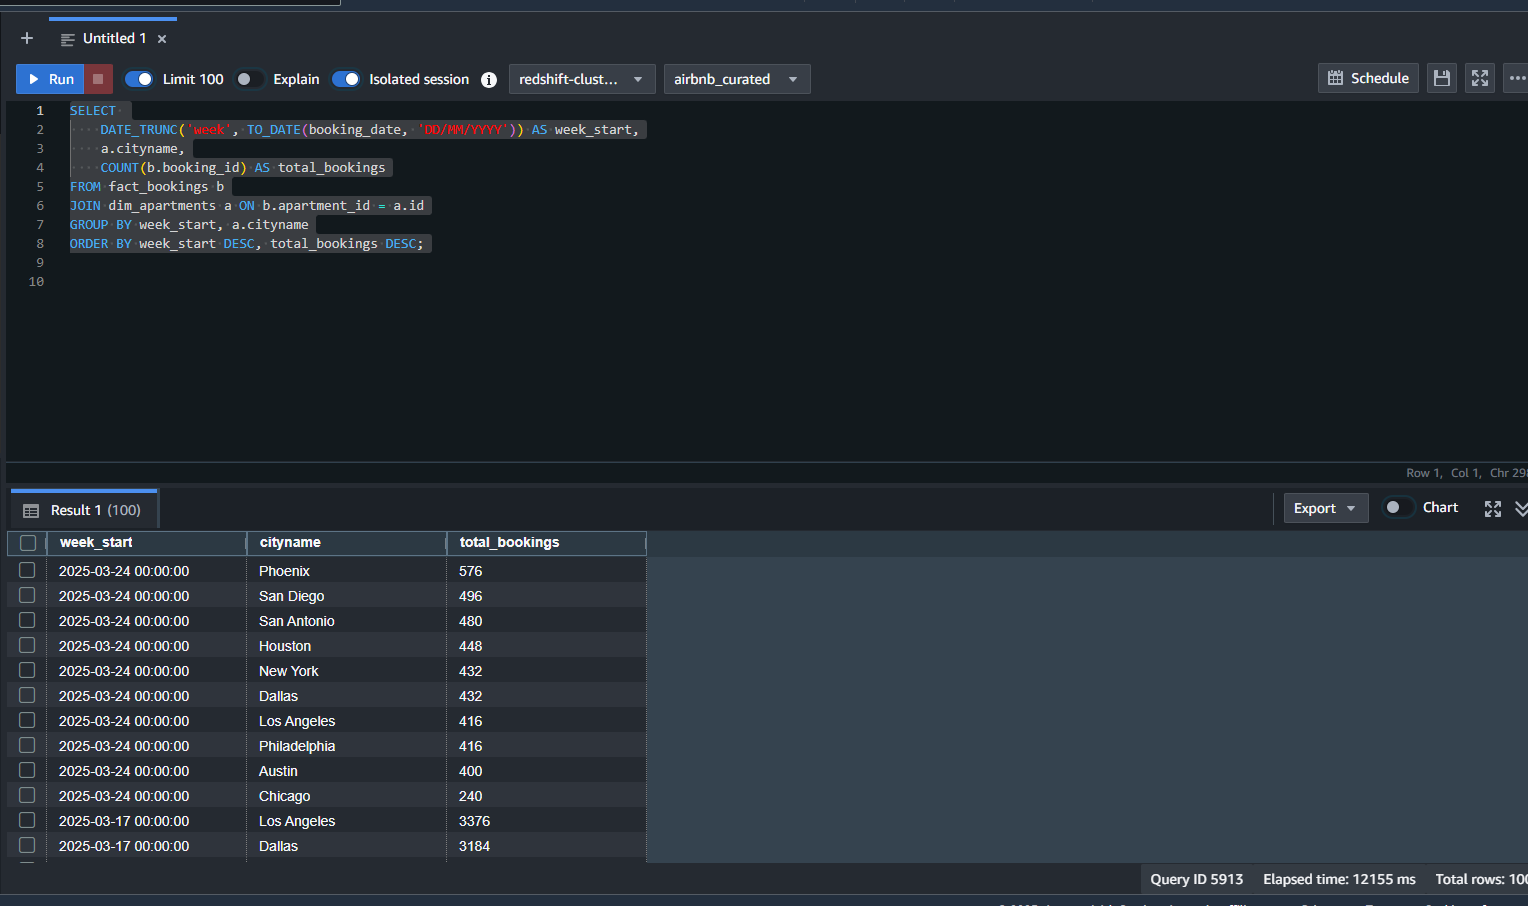 Untitled 1
Run
Limit 100
Explain
Isolated session
redshift-clust...
airbnb_curated
Schedule
1 SELECT
2 DATE_TRUNC('week', TO_DATE(booking_date, 'DD/MM/YYYY')) AS week_start,
3 a.cityname,
4 COUNT(b.booking_id) AS total_bookings
5 FROM fact_bookings b
6 JOIN dim_apartments a ON b.apartment_id = a.id
7 GROUP BY week_start, a.cityname
8 ORDER BY week_start DESC, total_bookings DESC;
9
10
Row 1, Col 1, Chr 298
Result 1 (100)
Export
Chart
week_start cityname total_bookings
2025-03-24 00:00:00 Phoenix 576
2025-03-24 00:00:00 San Diego 496
2025-03-24 00:00:00 San Antonio 480
2025-03-24 00:00:00 Houston 448
2025-03-24 00:00:00 New York 432
2025-03-24 00:00:00 Dallas 432
2025-03-24 00:00:00 Los Angeles 416
2025-03-24 00:00:00 Philadelphia 416
2025-03-24 00:00:00 Austin 400
2025-03-24 00:00:00 Chicago 240
2025-03-17 00:00:00 Los Angeles 3376
2025-03-17 00:00:00 Dallas 3184
Query ID 5913 Elapsed time: 12155 ms Total rows: 100